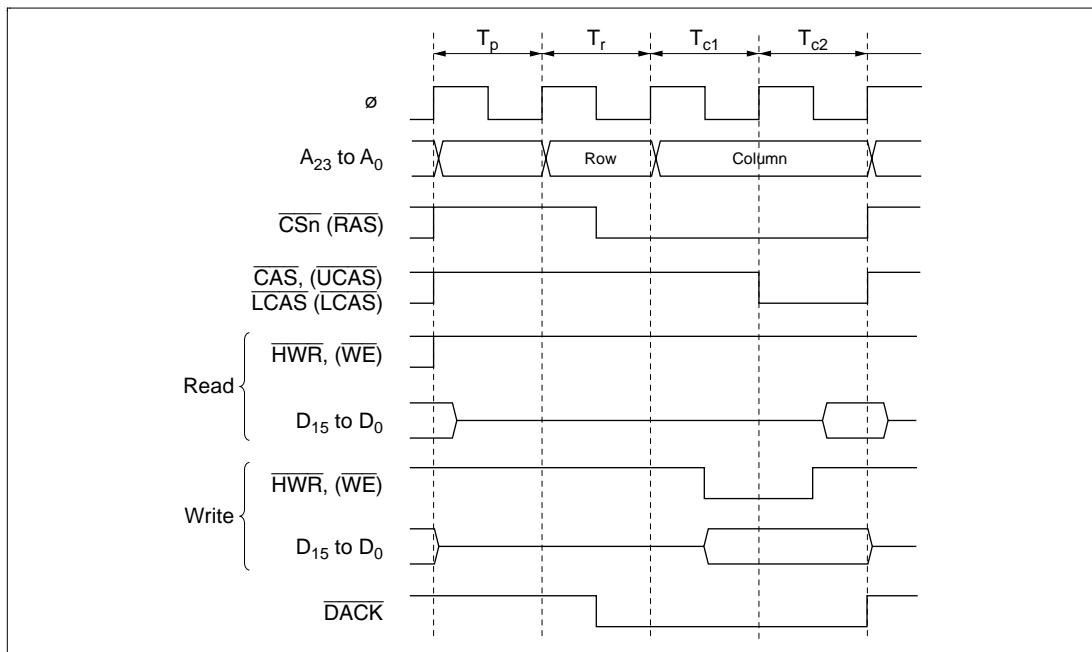 Tp Tr Tc1 Tc2
ø
A23 to A0
Row
Column
CSn (RAS)
CAS, (UCAS)
LCAS (LCAS)
Read
HWR, (WE)
D15 to D0
Write
HWR, (WE)
D15 to D0
DACK